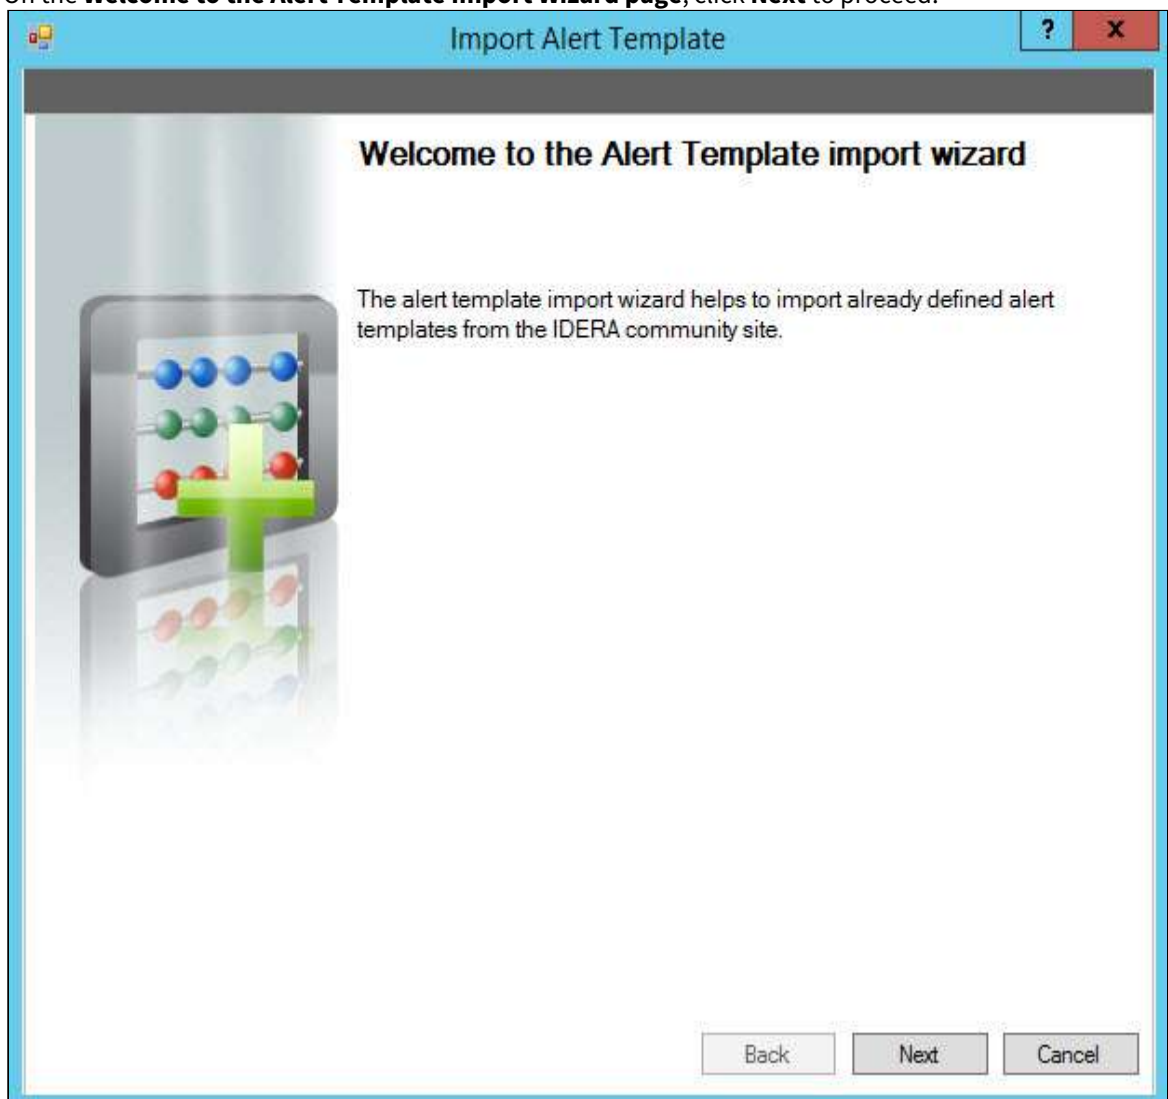 On the Welcome to the Alert Template Import Wizard page, click Next to proceed.
Import Alert Template
? X
Welcome to the Alert Template import wizard
The alert template import wizard helps to import already defined alert
templates from the IDERA community site.
Back Next Cancel